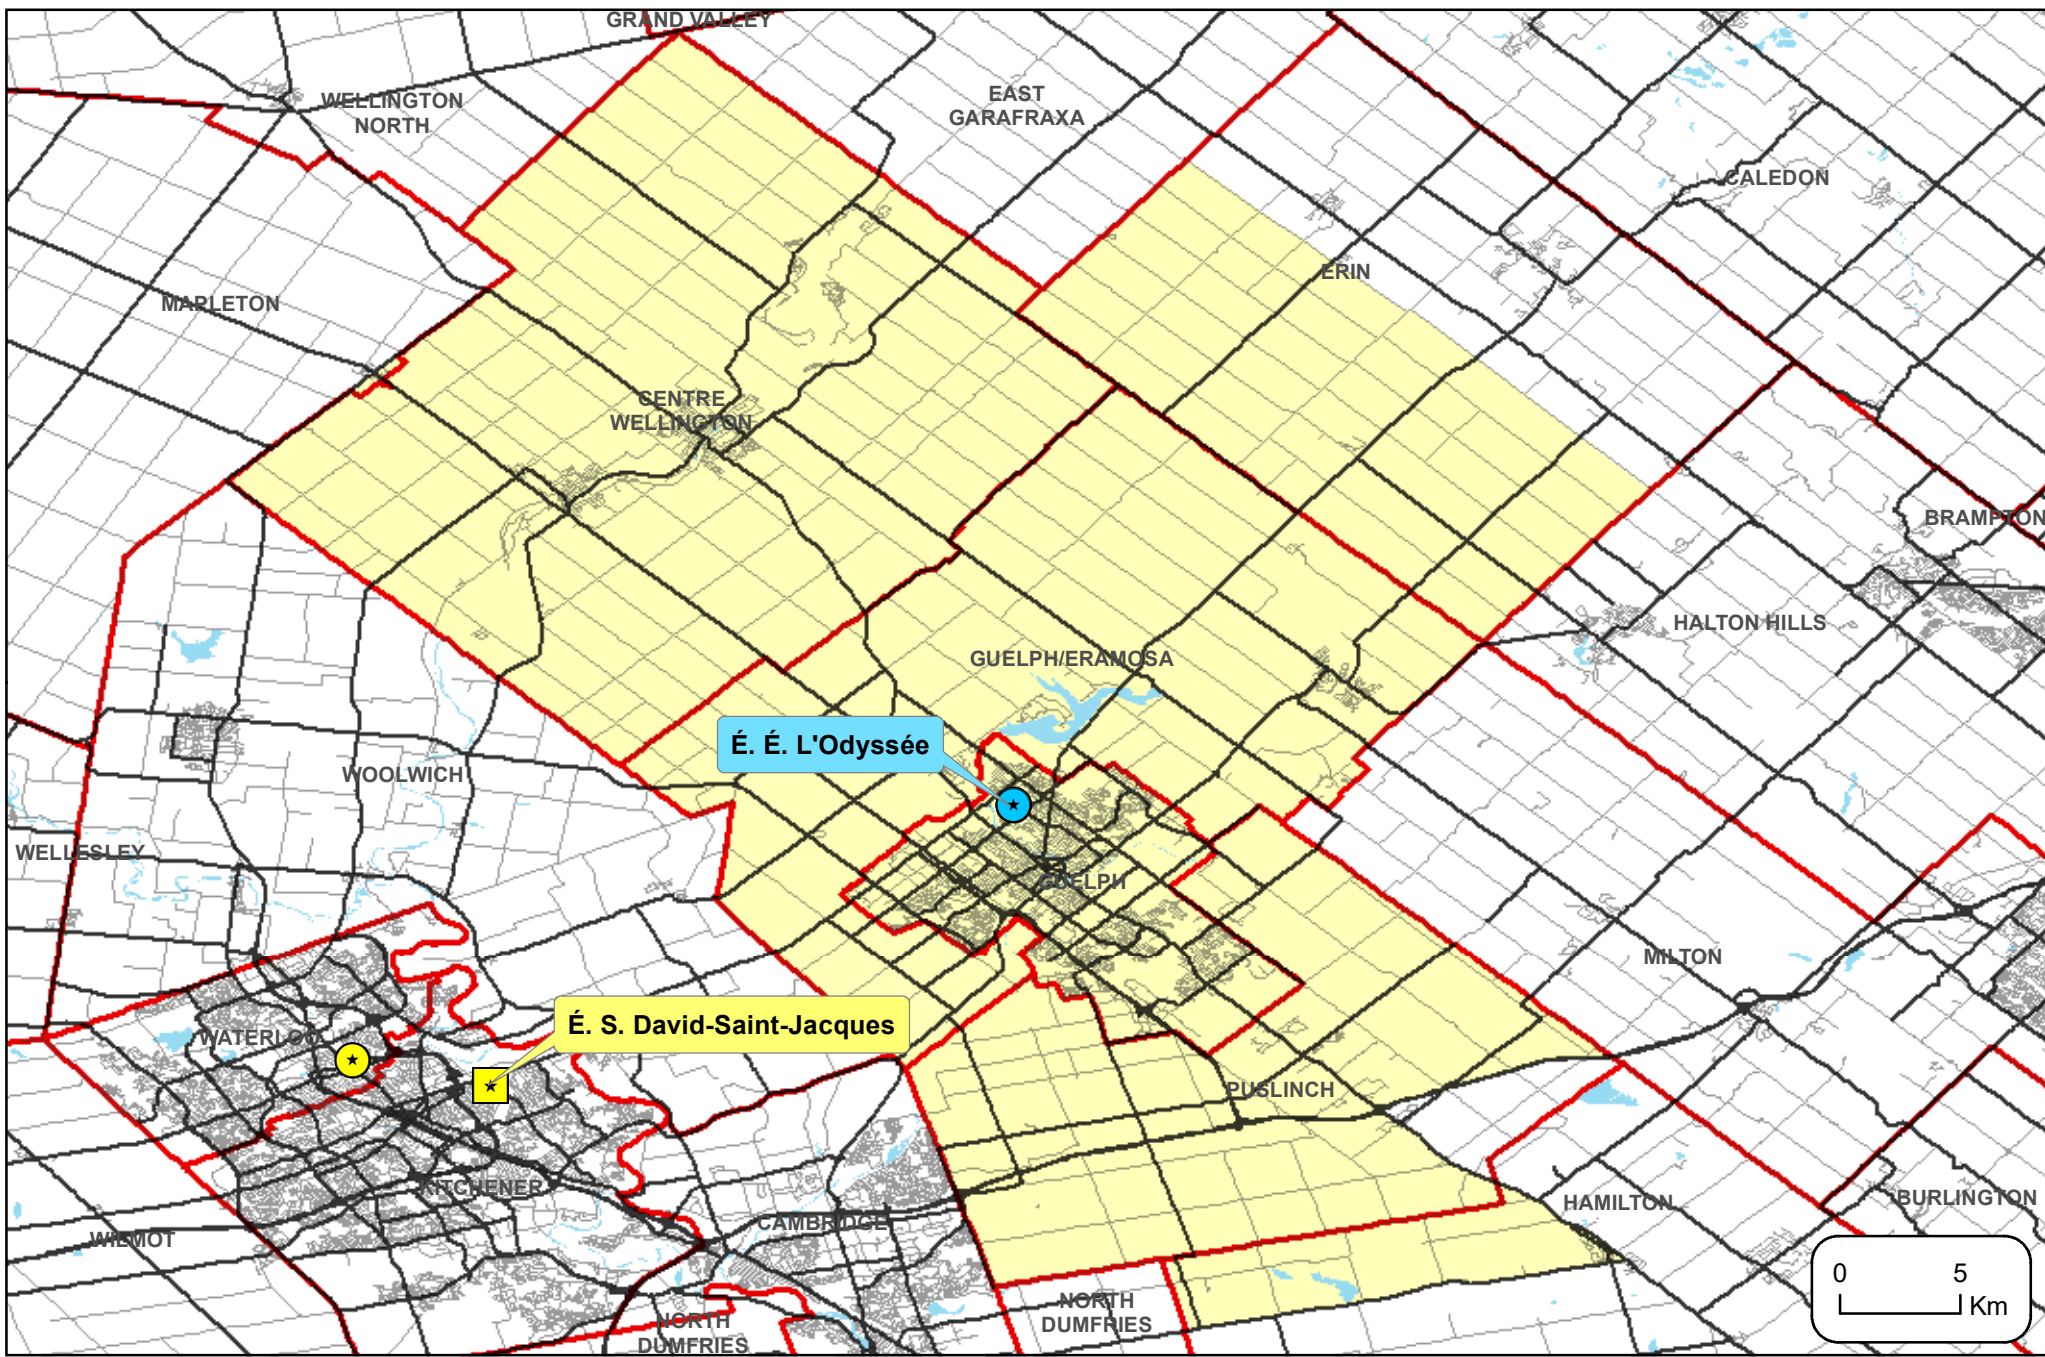 GRAND VALLEY
WELLINGTON
NORTH
EAST
GARAFRAXA
CALEDON
ERIN
MAPLETON
CENTRE
WELLINGTON
BRAMPTON
HALTON HILLS
GUELPH/ERAMOSA
É. É. L'Odyssée
WOOLWICH
WELLESLEY
GUELPH
MILTON
É. S. David-Saint-Jacques
WATERLOO
PUSLINCH
KITCHENER
HAMILTON
BURLINGTON
CAMBRIDGE
WILMOT
NORTH
DUMFRIES
NORTH
DUMFRIES
0 5
Km